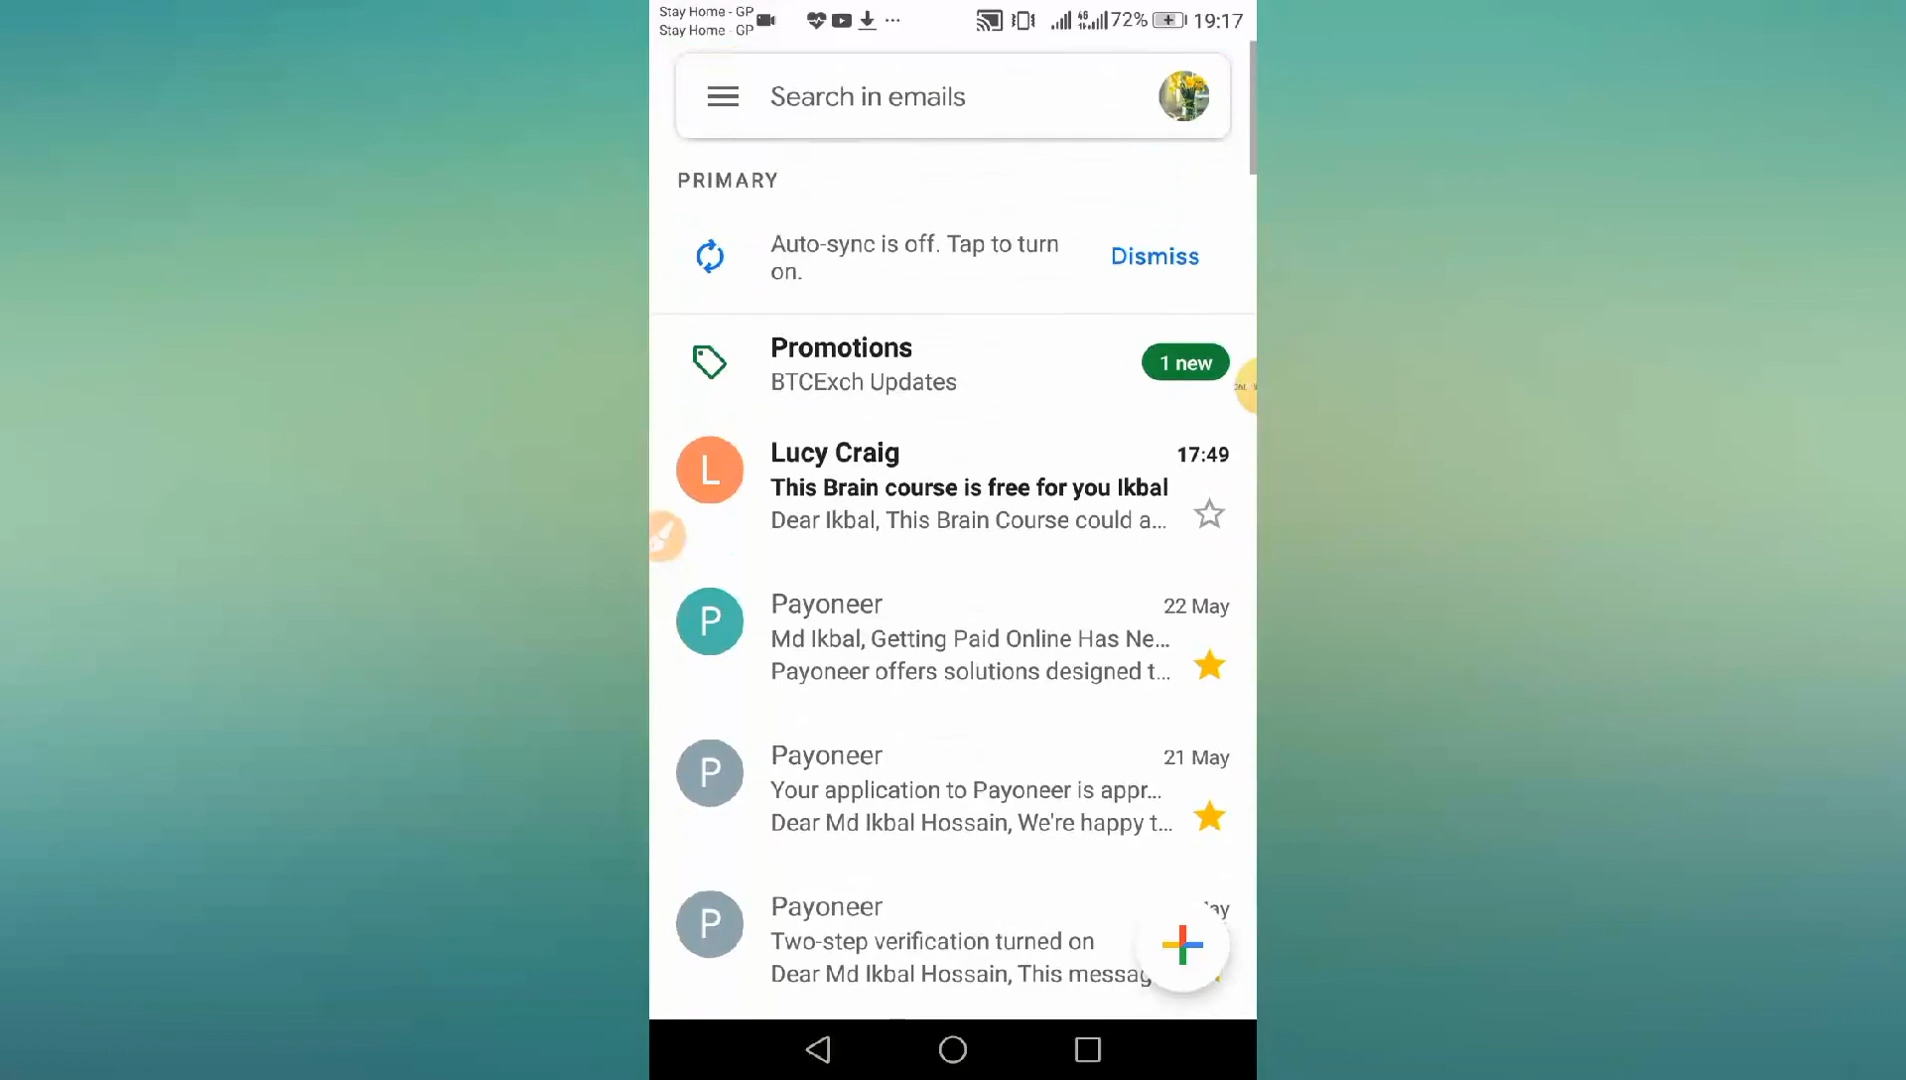 Stay Home - GP
Stay Home - GP
4G
72%
19:17
Search in emails
PRIMARY
Auto-sync is off. Tap to turn
on.
Dismiss
Promotions
BTCExch Updates
1 new
L
Lucy Craig
17:49
This Brain course is free for you Ikbal
Dear Ikbal, This Brain Course could a...
P
Payoneer
22 May
Md Ikbal, Getting Paid Online Has Ne...
Payoneer offers solutions designed t...
P
Payoneer
21 May
Your application to Payoneer is appr...
Dear Md Ikbal Hossain, We're happy t...
P
Payoneer
Two-step verification turned on
Dear Md Ikbal Hossain, This messag